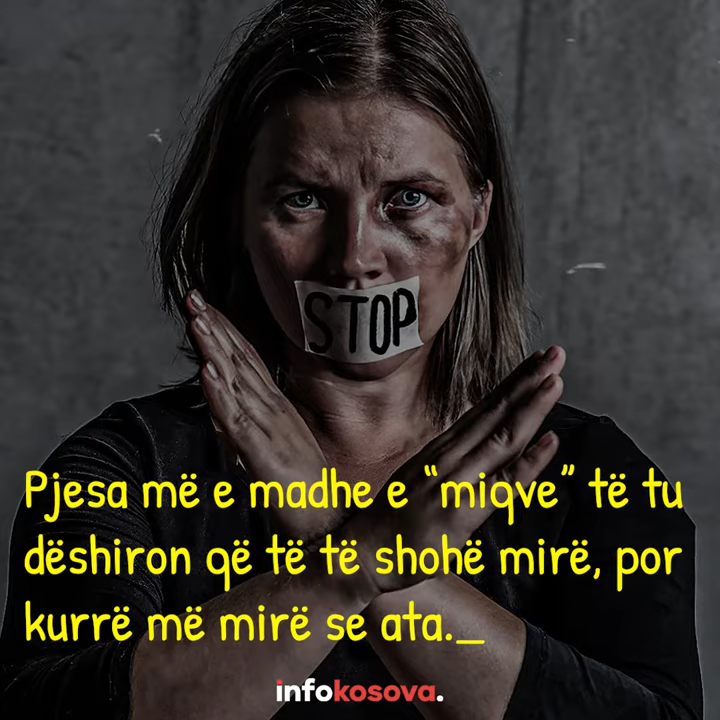 STOP
Pjesa më e madhe e “miqve” të tu
dëshiron që të të shohë mirë, por
kurrë më mirë se ata._
infokosova.